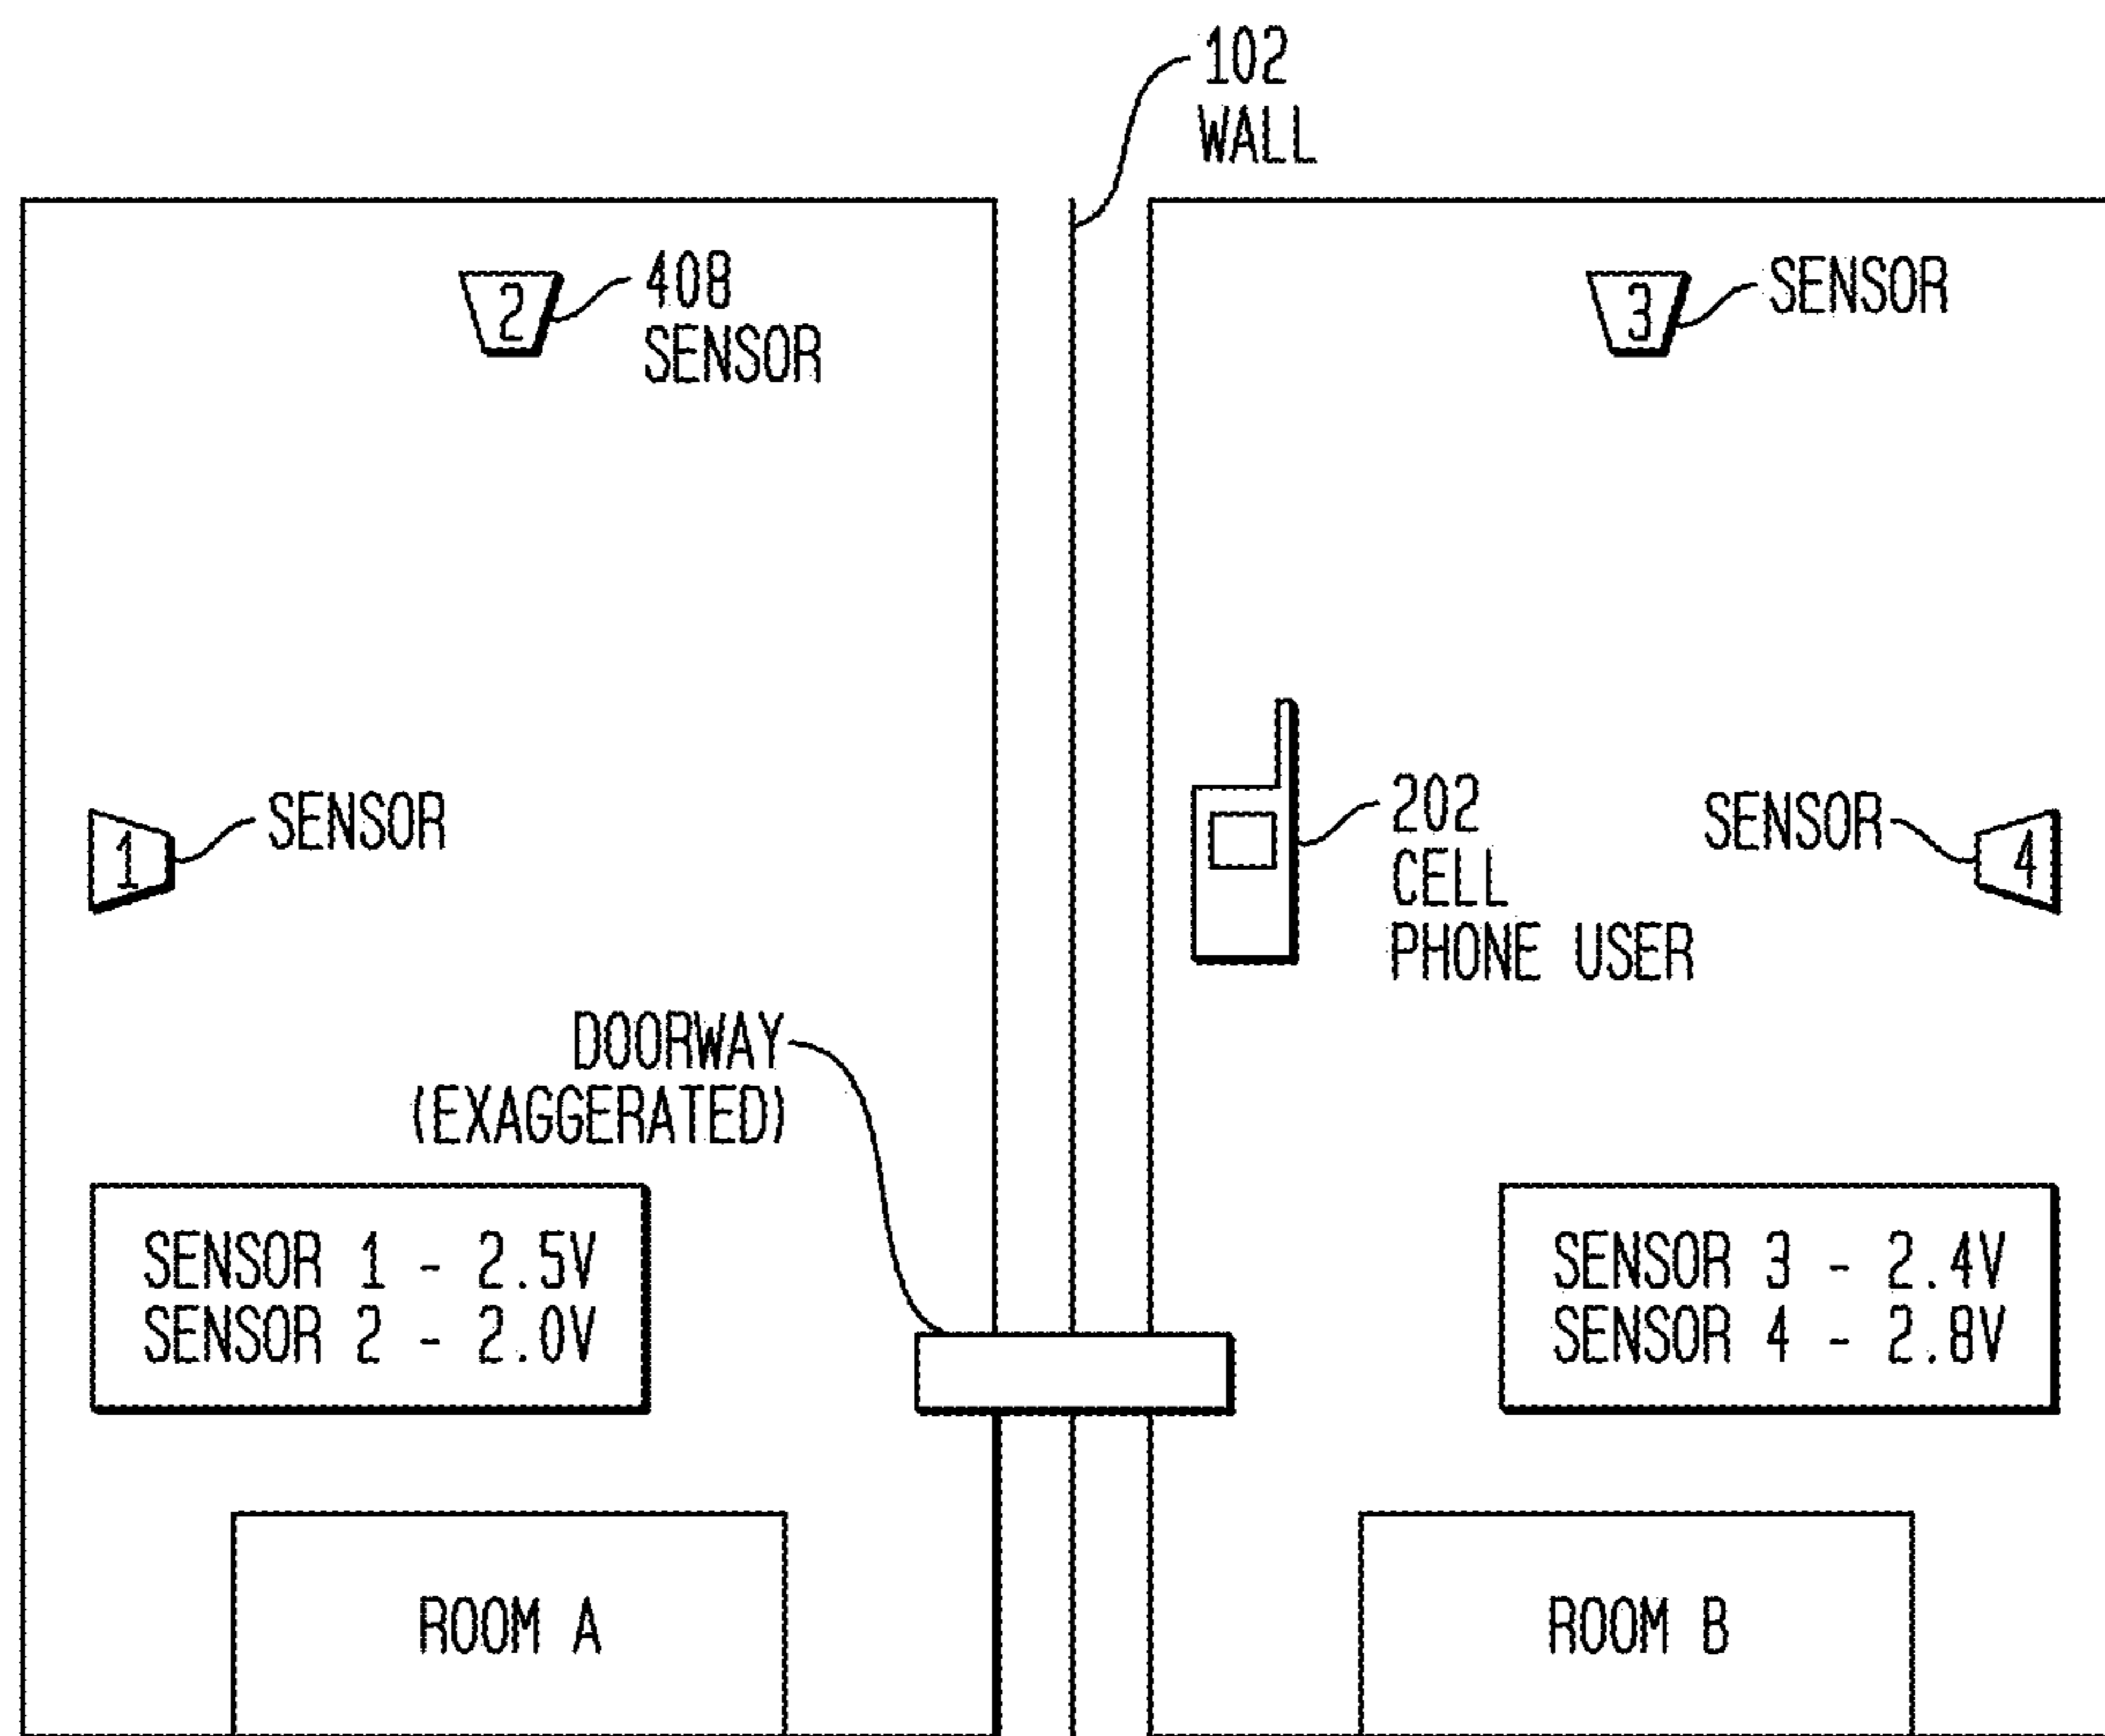 102
WALL
2
408
SENSOR
3
SENSOR
1
SENSOR
202
CELL
PHONE USER
SENSOR
4
DOORWAY
(EXAGGERATED)
SENSOR 1 - 2.5V
SENSOR 2 - 2.0V
SENSOR 3 - 2.4V
SENSOR 4 - 2.8V
ROOM A
ROOM B